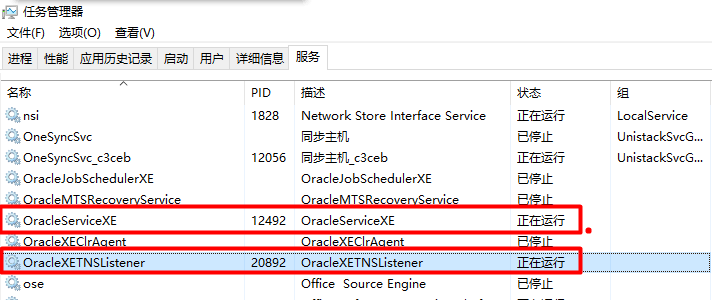 任务管理器
文件(F) 选项(O) 查看(V)
进程 性能 应用历史记录 启动 用户 详细信息 服务
名称 PID 描述 状态 组
nsi 1828 Network Store Interface Service 正在运行 LocalService
OneSyncSvc 同步主机 已停止 UnistackSvcG...
OneSyncSvc_c3ceb 12056 同步主机_c3ceb 正在运行 UnistackSvcG...
OracleJobSchedulerXE OracleJobSchedulerXE 已停止
OracleMTSRecoveryService OracleMTSRecoveryService 已停止
OracleServiceXE 12492 OracleServiceXE 正在运行
OracleXEClrAgent OracleXEClrAgent 已停止
OracleXETNSListener 20892 OracleXETNSListener 正在运行
ose Office Source Engine 已停止